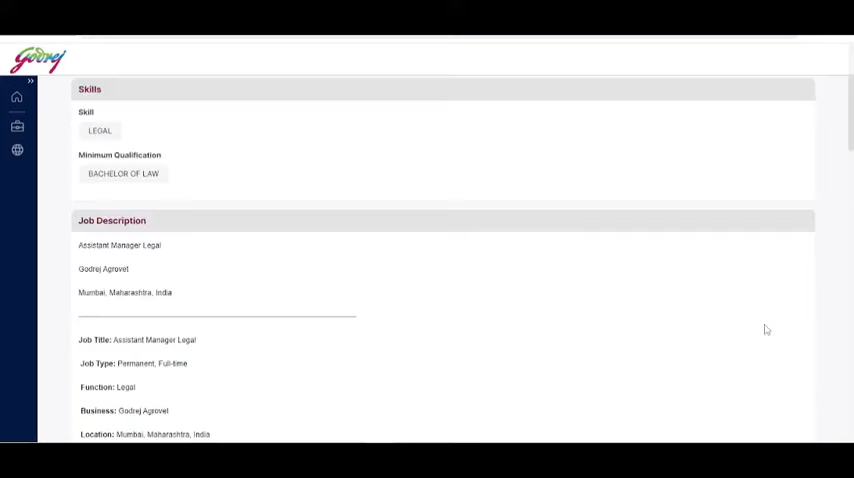 Godrej
»
Skills
Skill
LEGAL
Minimum Qualification
BACHELOR OF LAW
Job Description
Assistant Manager Legal
Godrej Agrovet
Mumbai, Maharashtra, India
Job Title: Assistant Manager Legal
Job Type: Permanent, Full-time
Function: Legal
Business: Godrej Agrovet
Location: Mumbai, Maharashtra, India